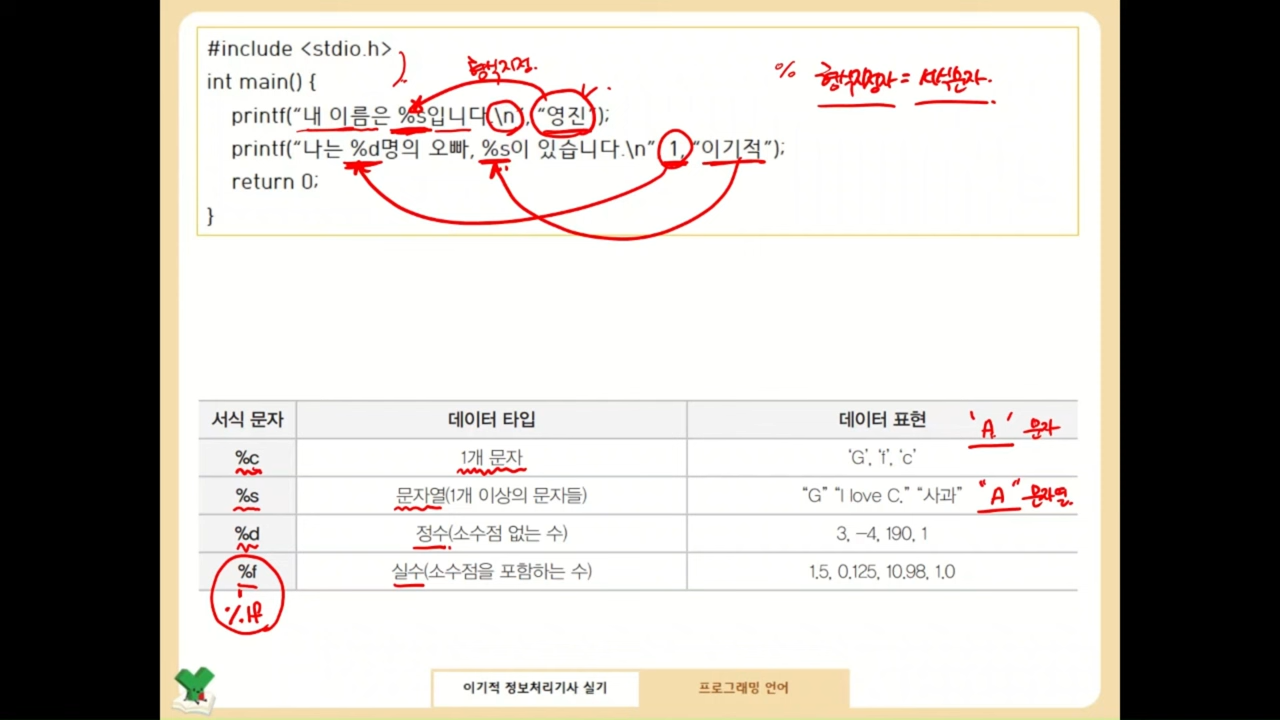 #include <stdio.h>
int main() {
형식지정.
% 형식지정자 = 서식문자.
printf("내 이름은 %s입니다.\n", "영진");
printf("나는 %d명의 오빠, %s이 있습니다.\n" 1, "이기적");
return 0;
}
서식 문자 데이터 타입 데이터 표현 'A' 문자
%c 1개 문자 'G', 'f', 'c'
%s 문자열(1개 이상의 문자들) "G" "I love C." "사과" "A" 문자열.
%d 정수(소수점 없는 수) 3, -4, 190, 1
%f 실수(소수점을 포함하는 수) 1.5, 0.125, 10.98, 1.0
%lf
이기적 정보처리기사 실기 프로그래밍 언어